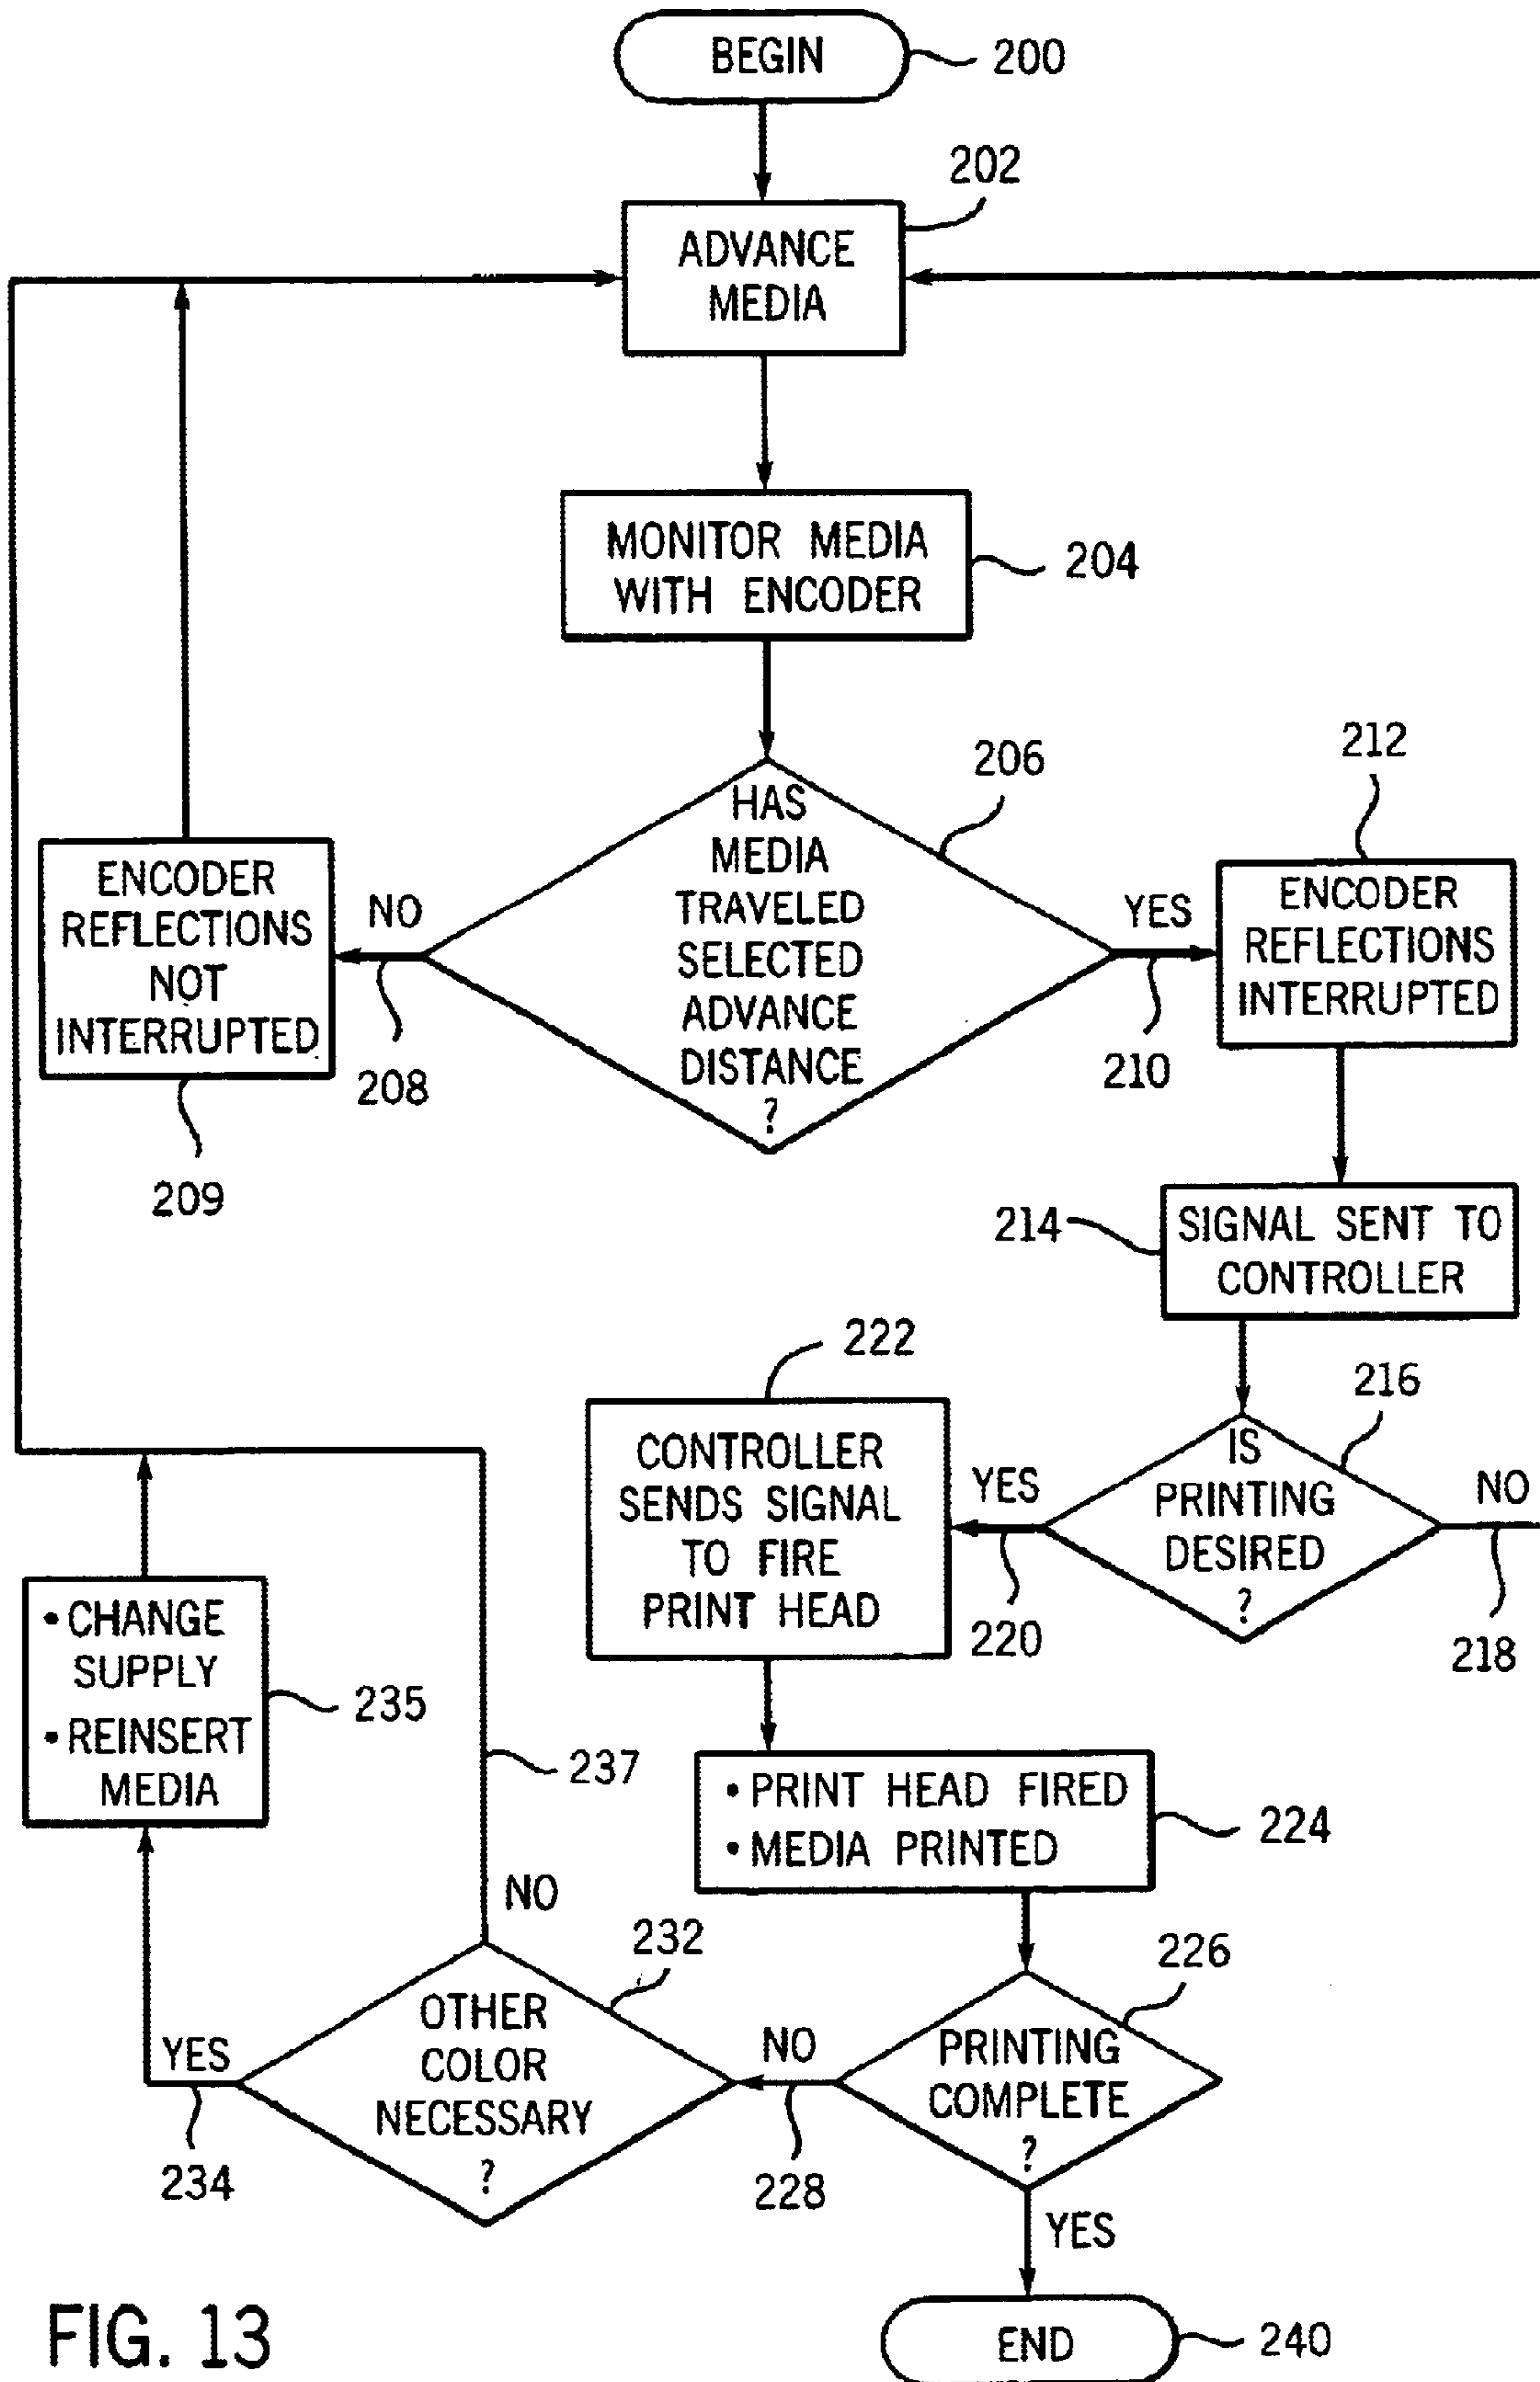 BEGIN
200
202
ADVANCE
MEDIA
MONITOR MEDIA
WITH ENCODER
204
206
HAS
MEDIA
TRAVELED
SELECTED
ADVANCE
DISTANCE
?
NO
208
ENCODER
REFLECTIONS
NOT
INTERRUPTED
209
YES
210
212
ENCODER
REFLECTIONS
INTERRUPTED
214
SIGNAL SENT TO
CONTROLLER
216
IS
PRINTING
DESIRED
?
NO
218
YES
220
222
CONTROLLER
SENDS SIGNAL
TO FIRE
PRINT HEAD
• PRINT HEAD FIRED
• MEDIA PRINTED
224
226
PRINTING
COMPLETE
?
NO
228
232
OTHER
COLOR
NECESSARY
?
YES
234
• CHANGE
SUPPLY
• REINSERT
MEDIA
235
NO
237
YES
END
240
FIG. 13